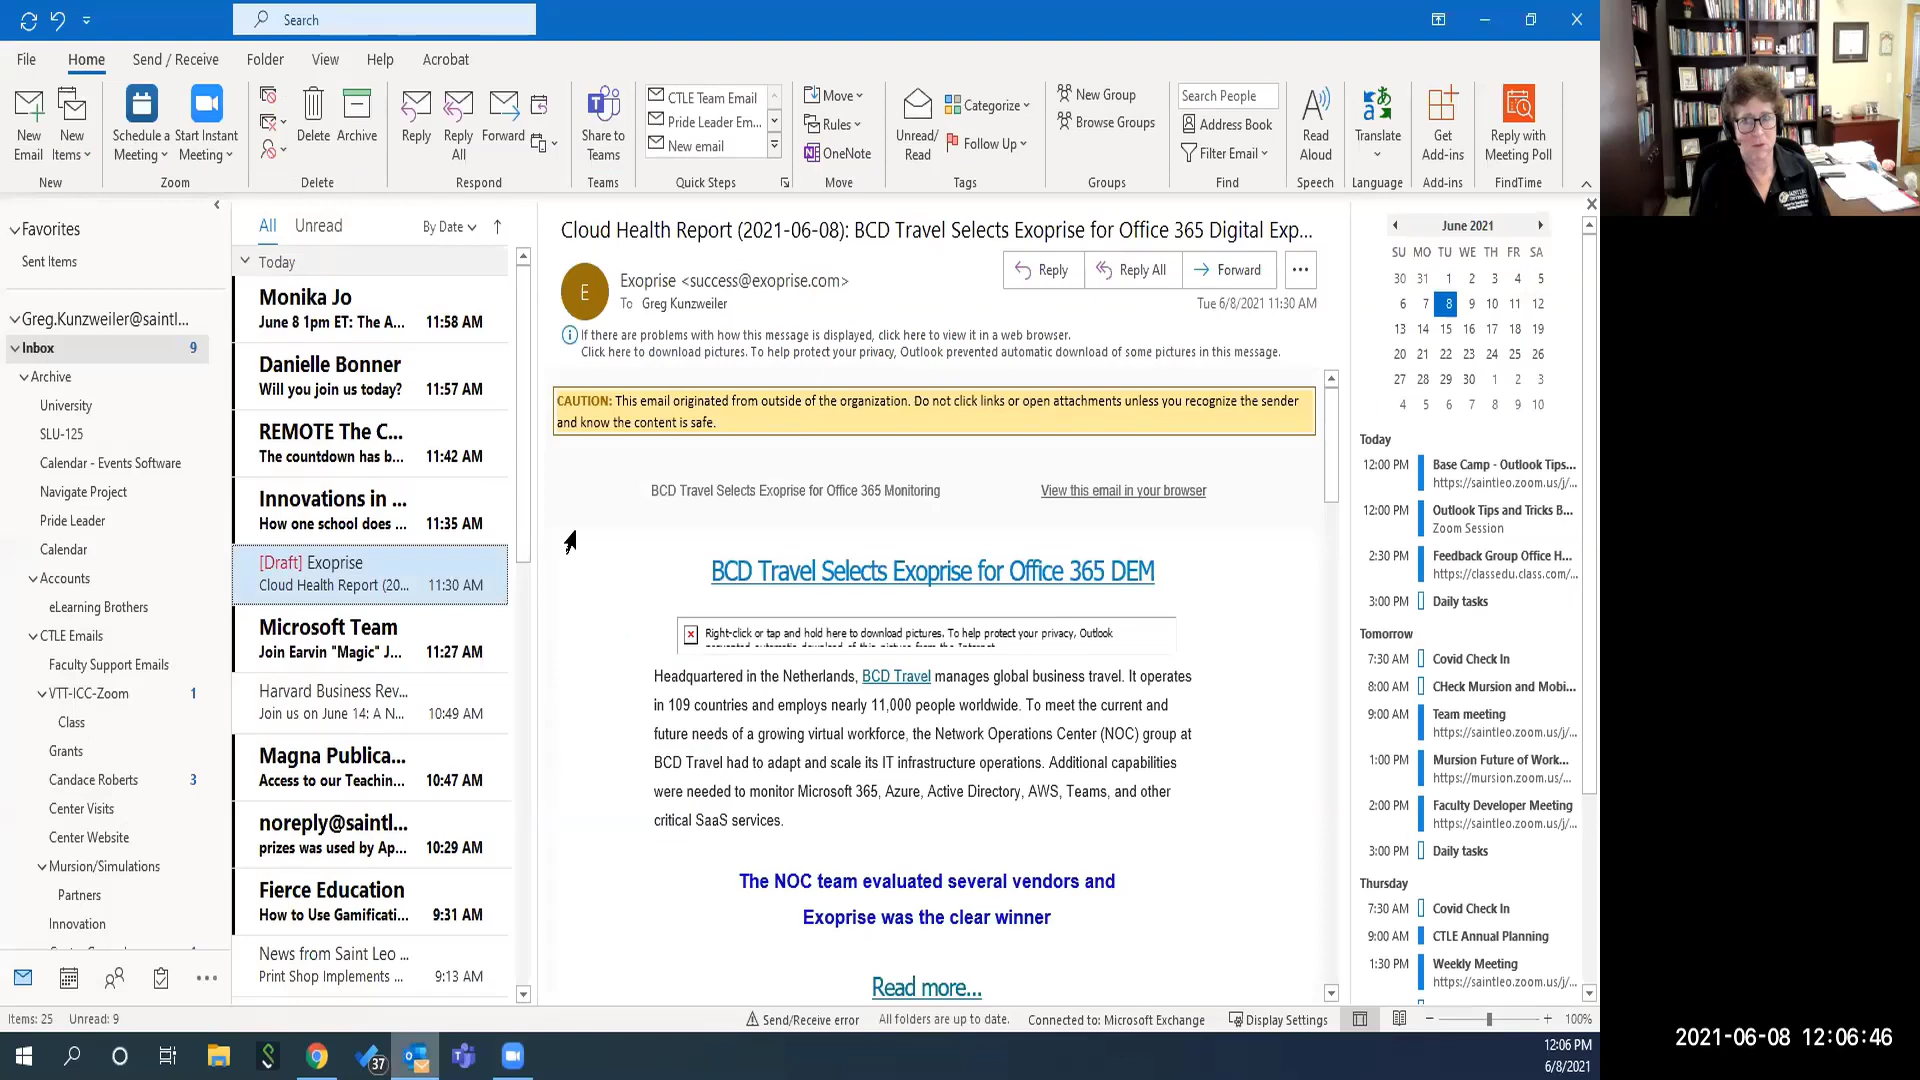 Search
File Home Send / Receive Folder View Help Acrobat
New Email
New Items
New
Schedule a Meeting
Start Instant Meeting
Zoom
Delete
Archive
Delete
Reply
Reply All
Forward
Respond
Share to Teams
Teams
CTLE Team Email
Pride Leader Em...
New email
Quick Steps
Move
Rules
OneNote
Move
Unread/ Read
Categorize
Follow Up
Tags
New Group
Browse Groups
Groups
Search People
Address Book
Filter Email
Find
Read Aloud
Speech
Translate
Language
Get Add-ins
Add-ins
Reply with Meeting Poll
FindTime
Favorites
Sent Items
Greg.Kunzweiler@saintl...
Inbox 9
Archive
University
SLU-125
Calendar - Events Software
Navigate Project
Pride Leader
Calendar
Accounts
eLearning Brothers
CTLE Emails
Faculty Support Emails
VTT-ICC-Zoom 1
Class
Grants
Candace Roberts 3
Center Visits
Center Website
Mursion/Simulations
Partners
Innovation
All Unread By Date
Today
Monika Jo
June 8 1pm ET: The A... 11:58 AM
Danielle Bonner
Will you join us today? 11:57 AM
REMOTE The C...
The countdown has b... 11:42 AM
Innovations in ...
How one school does ... 11:35 AM
[Draft] Exoprise
Cloud Health Report (20... 11:30 AM
Microsoft Team
Join Earvin "Magic" J... 11:27 AM
Harvard Business Rev...
Join us on June 14: A N... 10:49 AM
Magna Publica...
Access to our Teachin... 10:47 AM
noreply@saintl...
prizes was used by Ap... 10:29 AM
Fierce Education
How to Use Gamificati... 9:31 AM
News from Saint Leo ...
Print Shop Implements ... 9:13 AM
Cloud Health Report (2021-06-08): BCD Travel Selects Exoprise for Office 365 Digital Exp...
E
Exoprise <success@exoprise.com>
To Greg Kunzweiler
Reply Reply All Forward
Tue 6/8/2021 11:30 AM
If there are problems with how this message is displayed, click here to view it in a web browser.
Click here to download pictures. To help protect your privacy, Outlook prevented automatic download of some pictures in this message.
CAUTION: This email originated from outside of the organization. Do not click links or open attachments unless you recognize the sender
and know the content is safe.
BCD Travel Selects Exoprise for Office 365 Monitoring View this email in your browser
BCD Travel Selects Exoprise for Office 365 DEM
Right-click or tap and hold here to download pictures. To help protect your privacy, Outlook
prevented automatic download of this picture from the Internet.
Headquartered in the Netherlands, BCD Travel manages global business travel. It operates
in 109 countries and employs nearly 11,000 people worldwide. To meet the current and
future needs of a growing virtual workforce, the Network Operations Center (NOC) group at
BCD Travel had to adapt and scale its IT infrastructure operations. Additional capabilities
were needed to monitor Microsoft 365, Azure, Active Directory, AWS, Teams, and other
critical SaaS services.
The NOC team evaluated several vendors and
Exoprise was the clear winner
Read more...
June 2021
SU MO TU WE TH FR SA
30 31 1 2 3 4 5
6 7 8 9 10 11 12
13 14 15 16 17 18 19
20 21 22 23 24 25 26
27 28 29 30 1 2 3
4 5 6 7 8 9 10
Today
12:00 PM Base Camp - Outlook Tips...
https://saintleo.zoom.us/j/...
12:00 PM Outlook Tips and Tricks B...
Zoom Session
2:30 PM Feedback Group Office H...
https://classedu.class.com/...
3:00 PM Daily tasks
Tomorrow
7:30 AM Covid Check In
8:00 AM CHeck Mursion and Mobi...
9:00 AM Team meeting
https://saintleo.zoom.us/j/...
1:00 PM Mursion Future of Work...
https://mursion.zoom.us/...
2:00 PM Faculty Developer Meeting
https://saintleo.zoom.us/j/...
3:00 PM Daily tasks
Thursday
7:30 AM Covid Check In
9:00 AM CTLE Annual Planning
1:30 PM Weekly Meeting
https://saintleo.zoom.us/j/...
Items: 25 Unread: 9 Send/Receive error All folders are up to date. Connected to: Microsoft Exchange Display Settings 100%
37
12:06 PM
6/8/2021
2021-06-08 12:06:46